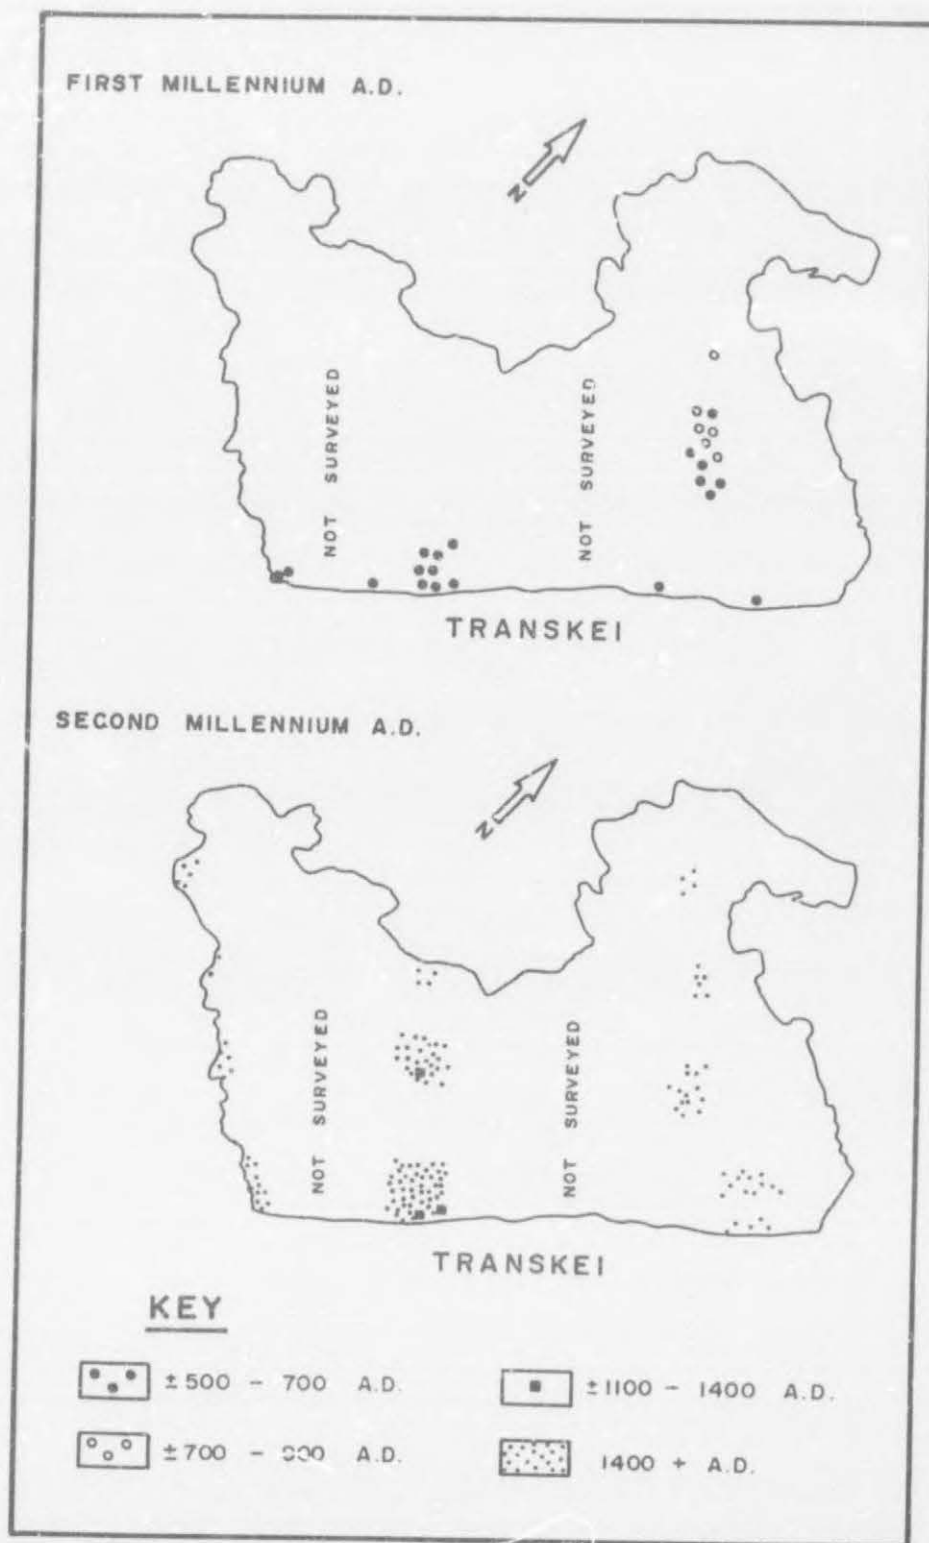 FIRST MILLENNIUM A.D.
N
NOT SURVEYED
NOT SURVEYED
TRANSKEI
SECOND MILLENNIUM A.D.
N
NOT SURVEYED
NOT SURVEYED
TRANSKEI
KEY
±500 - 700 A.D.
±1100 - 1400 A.D.
±700 - A.D.
1400 + A.D.